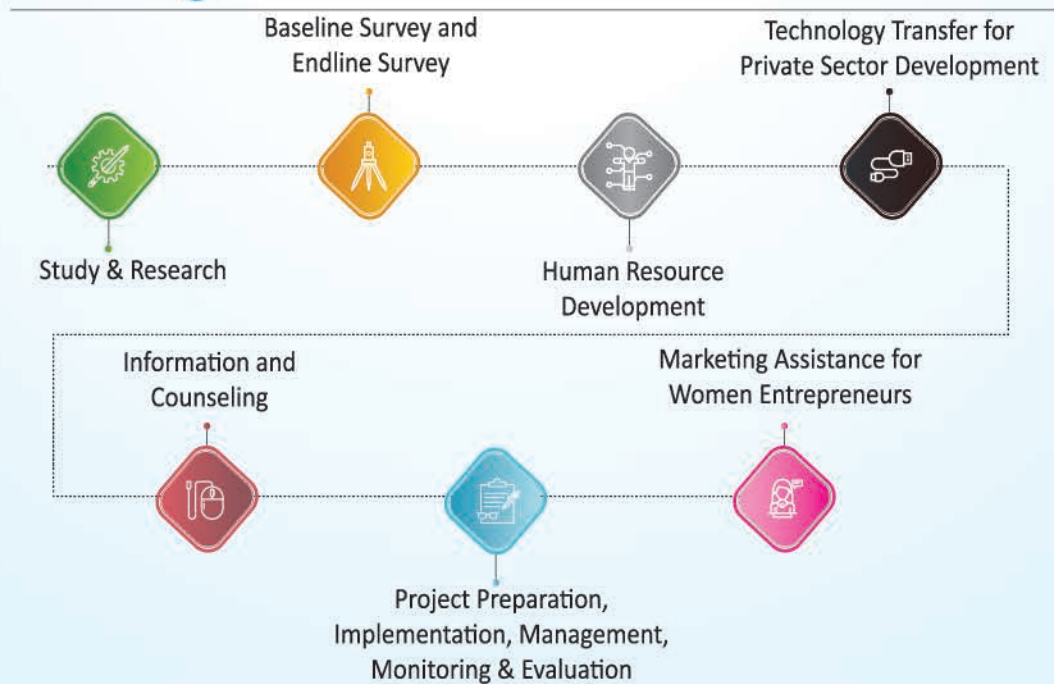 Baseline Survey and
Endline Survey
Technology Transfer for
Private Sector Development
Study & Research
Human Resource
Development
Information and
Counseling
Marketing Assistance for
Women Entrepreneurs
Project Preparation,
Implementation, Management,
Monitoring & Evaluation